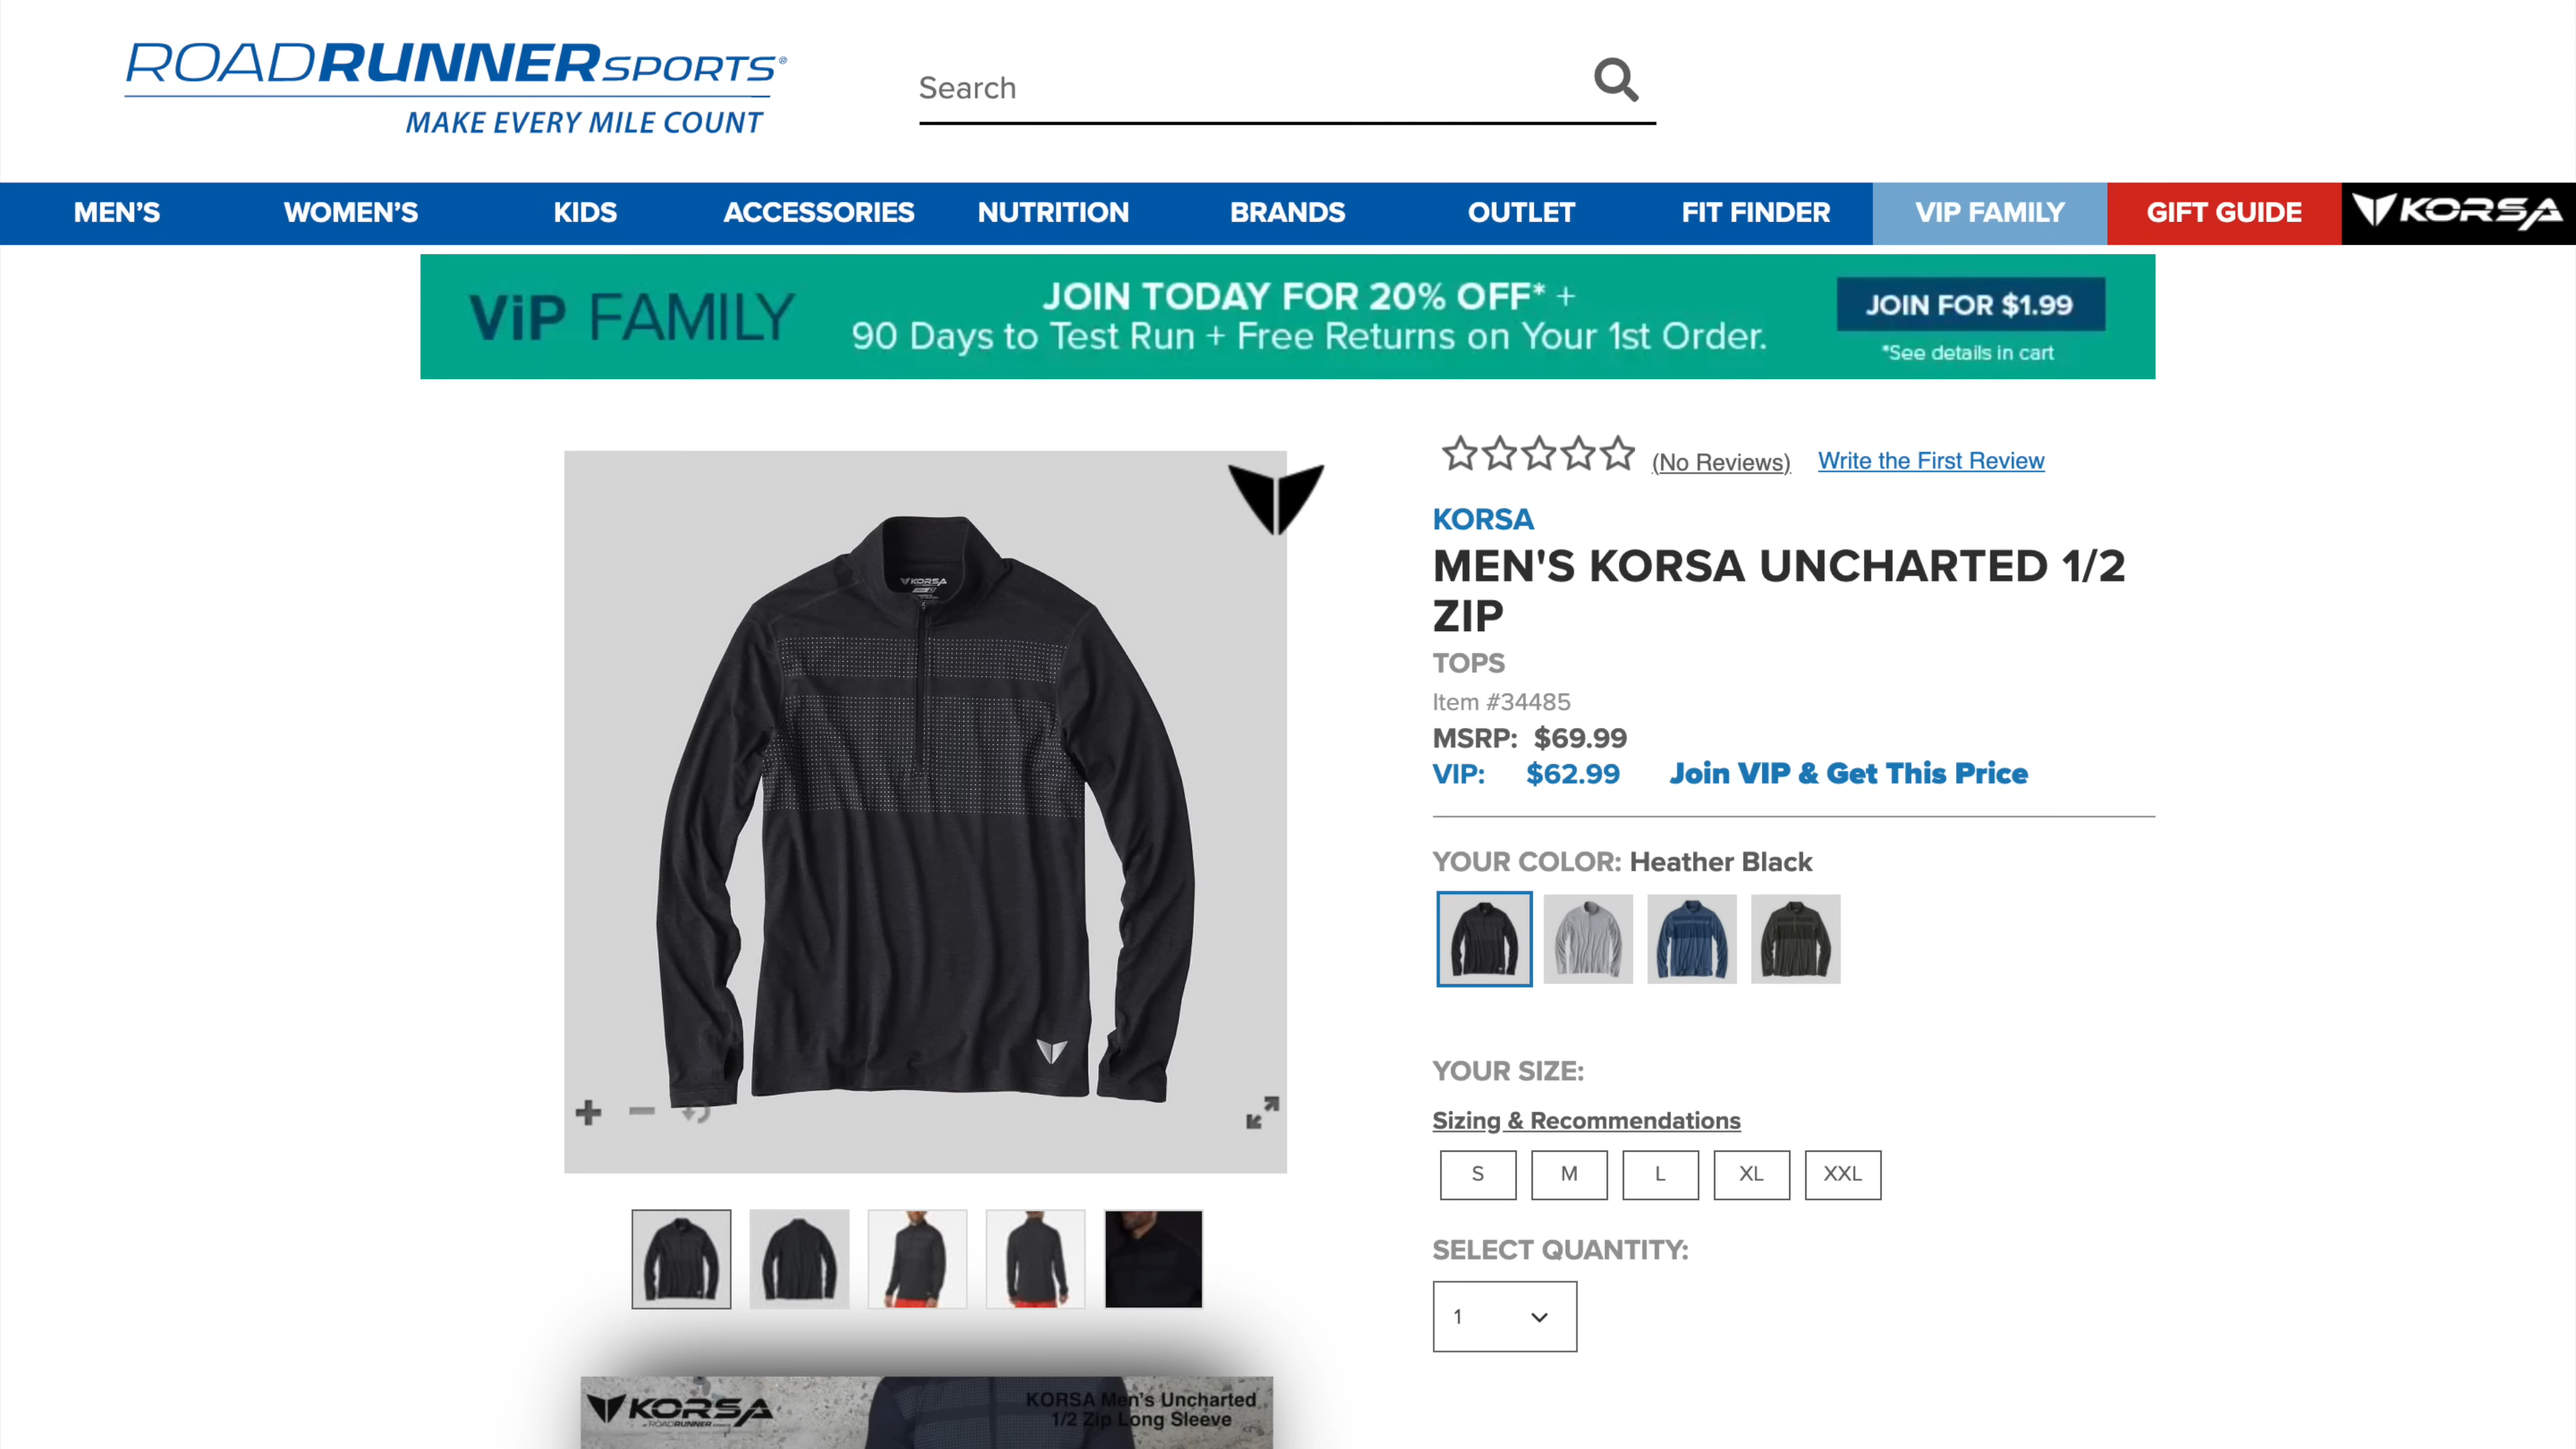 ROADRUNNERSPORTS®
MAKE EVERY MILE COUNT
Search
MEN'S WOMEN'S KIDS ACCESSORIES NUTRITION BRANDS OUTLET FIT FINDER VIP FAMILY GIFT GUIDE KORSA
ViP FAMILY
JOIN TODAY FOR 20% OFF* +
90 Days to Test Run + Free Returns on Your 1st Order.
JOIN FOR $1.99
*See details in cart
KORSA
(No Reviews) Write the First Review
KORSA
MEN'S KORSA UNCHARTED 1/2
ZIP
TOPS
Item #34485
MSRP: $69.99
VIP: $62.99 Join VIP & Get This Price
YOUR COLOR: Heather Black
YOUR SIZE:
Sizing & Recommendations
S M L XL XXL
SELECT QUANTITY:
1
KORSA
ROADRUNNER
KORSA Men's Uncharted
1/2 Zip Long Sleeve